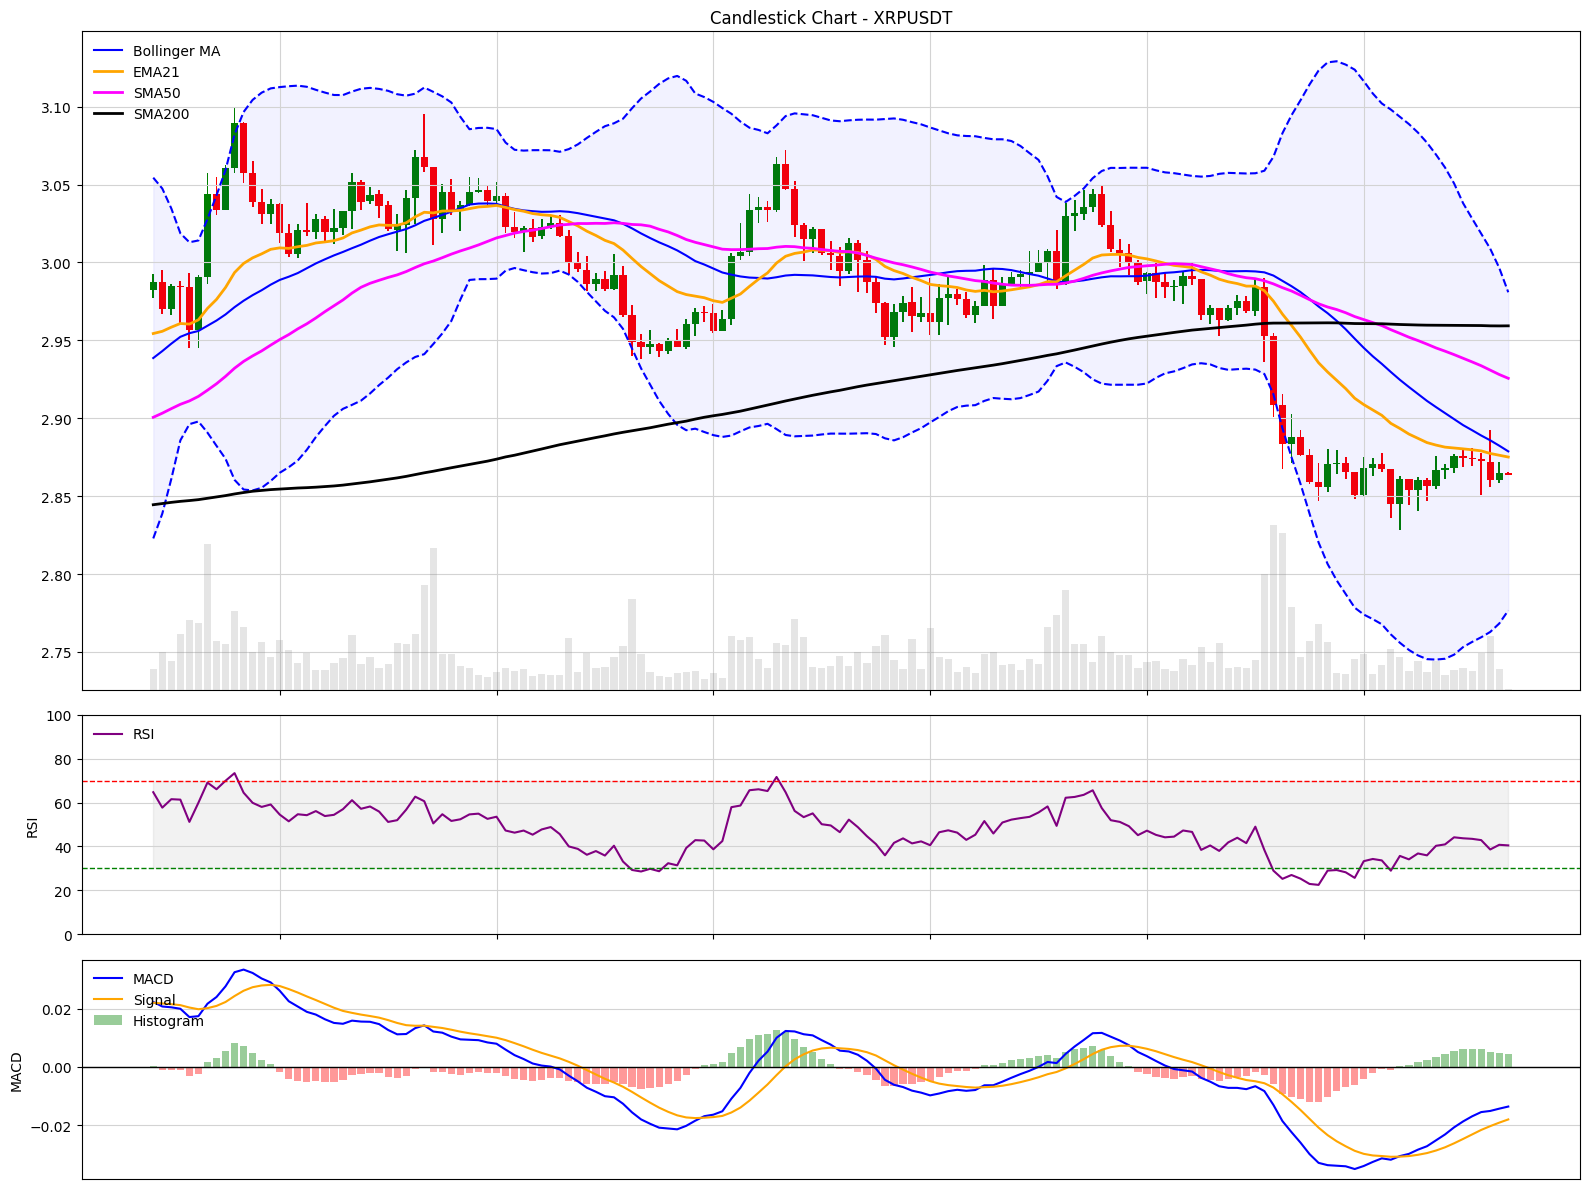 Candlestick Chart - XRPUSDT
Bollinger MA
EMA21
SMA50
SMA200
3.10
3.05
3.00
2.95
2.90
2.85
2.80
2.75
RSI
100
80
60
40
20
0
RSI
MACD
Signal
Histogram
0.02
0.00
−0.02
MACD